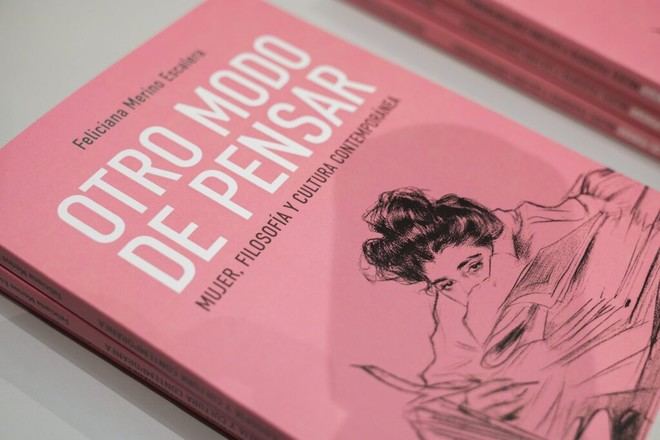 Feliciana Merino Escalera
OTRO MODO
DE PENSAR
MUJER, FILOSOFÍA Y CULTURA CONTEMPORÁNEA